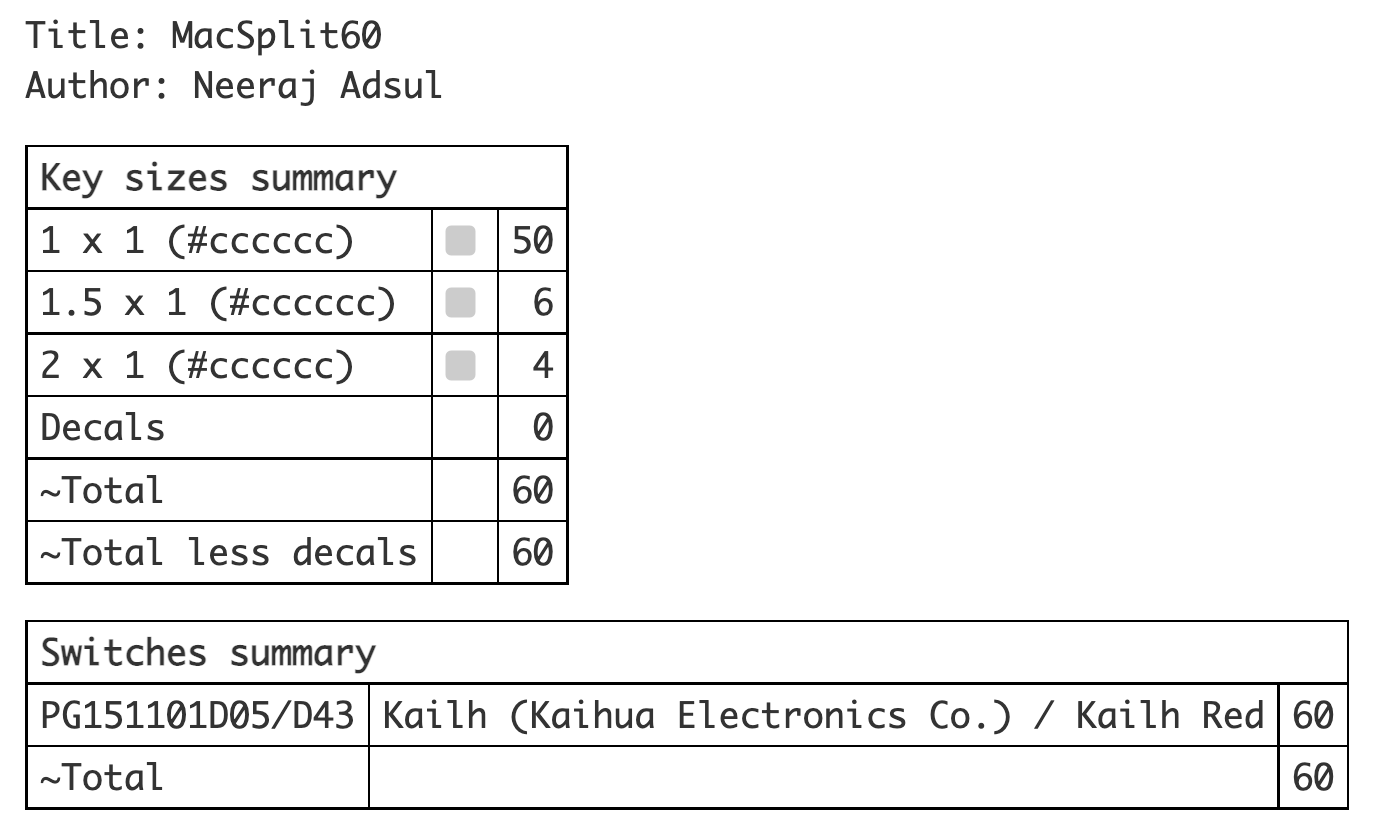 Title: MacSplit60
Author: Neeraj Adsul
Key sizes summary
1 x 1 (#cccccc) 50
1.5 x 1 (#cccccc) 6
2 x 1 (#cccccc) 4
Decals 0
~Total 60
~Total less decals 60
Switches summary
PG151101D05/D43 Kailh (Kaihua Electronics Co.) / Kailh Red 60
~Total 60